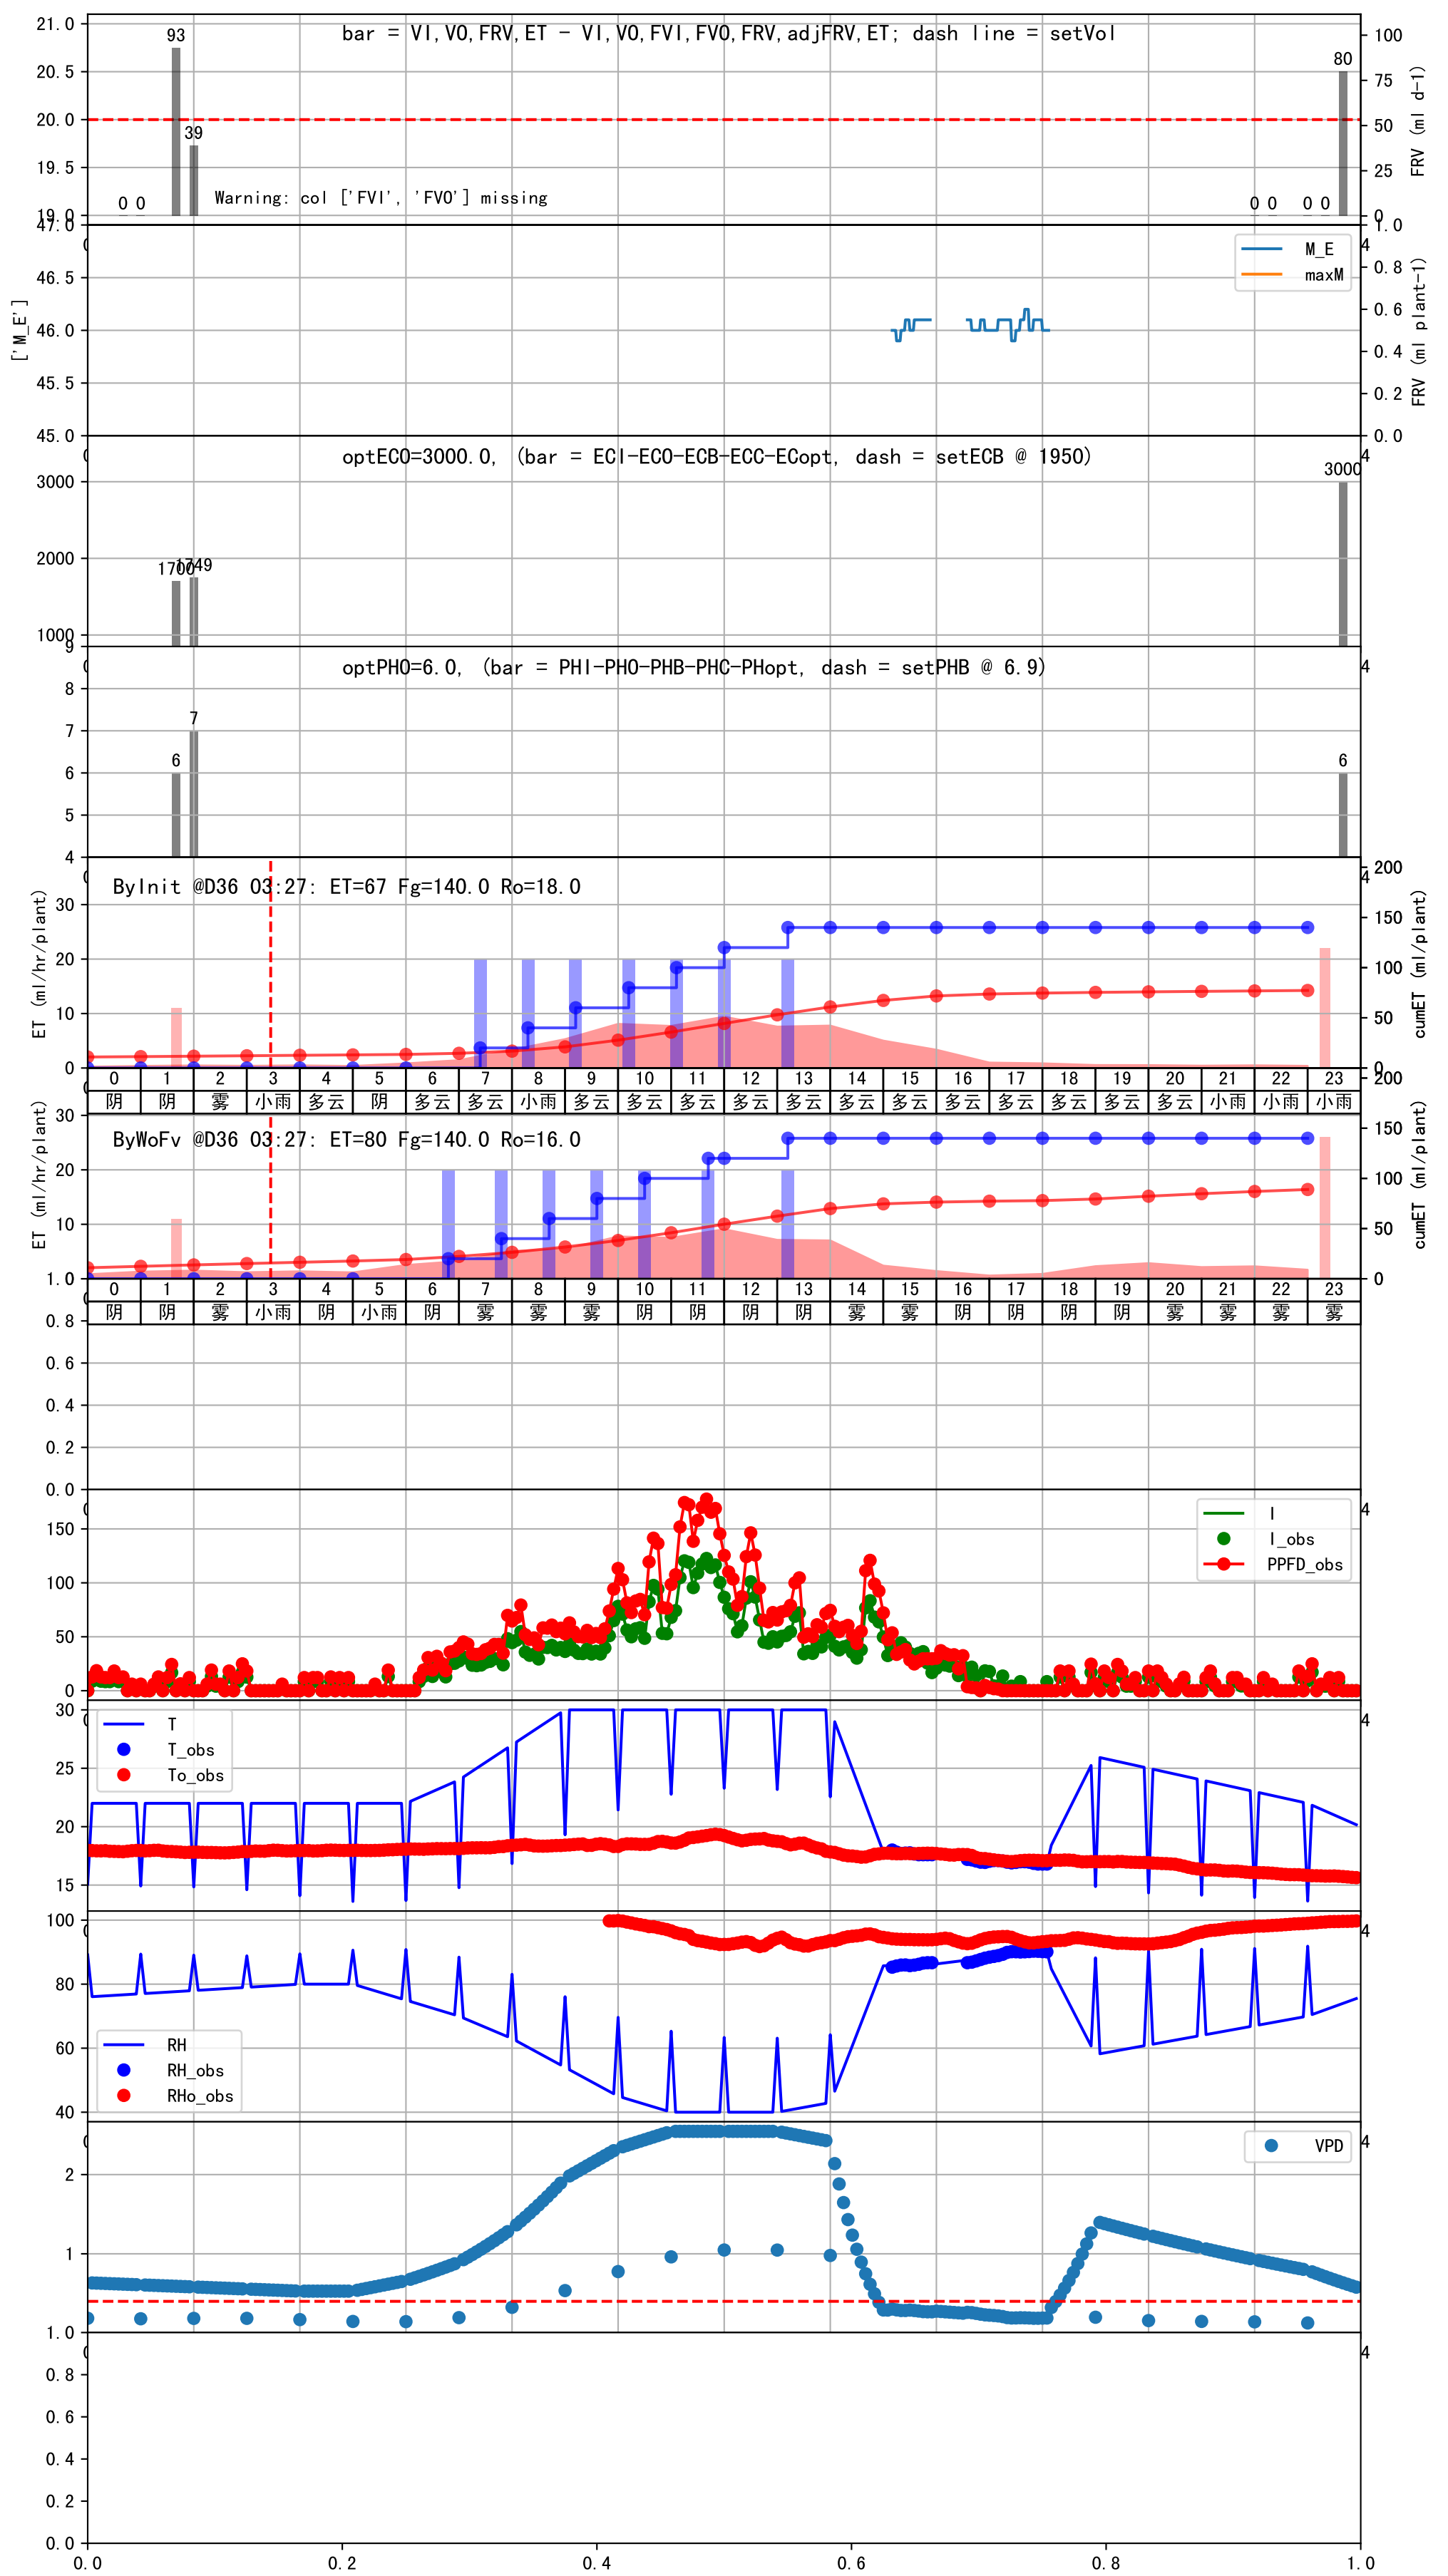 bar = VI,VO,FRV,ET - VI,VO,FVI,FVO,FRV,adjFRV,ET; dash line = setVol
21.0
20.5
20.0
19.5
19.0
93
39
0 0
0 0 0 0
80
Warning: col ['FVI', 'FVO'] missing
100
75
50
25
0
FRV (ml d-1)
47.0
46.5
46.0
45.5
45.0
['M_E']
M_E
maxM
4
1.0
0.8
0.6
0.4
0.2
0.0
FRV (ml plant-1)
optECO=3000.0, (bar = ECI-ECO-ECB-ECC-ECopt, dash = setECB @ 1950)
4
3000
2000
1000
1700
1749
3000
optPHO=6.0, (bar = PHI-PHO-PHB-PHC-PHopt, dash = setPHB @ 6.9)
4
9
8
7
6
5
4
6
7
6
ByInit @D36 03:27: ET=67 Fg=140.0 Ro=18.0
4
30
20
10
0
ET (ml/hr/plant)
200
150
100
50
0
cumET (ml/plant)
0 1 2 3 4 5 6 7 8 9 10 11 12 13 14 15 16 17 18 19 20 21 22 23
阴 阴 雾 小雨 多云 阴 多云 多云 小雨 多云 多云 多云 多云 多云 多云 多云 多云 多云 多云 多云 多云 小雨 小雨 小雨
ByWoFv @D36 03:27: ET=80 Fg=140.0 Ro=16.0
30
20
10
ET (ml/hr/plant)
200
150
100
50
0
cumET (ml/plant)
0 1 2 3 4 5 6 7 8 9 10 11 12 13 14 15 16 17 18 19 20 21 22 23
阴 阴 雾 小雨 阴 小雨 阴 雾 雾 雾 阴 阴 阴 阴 雾 雾 阴 阴 阴 阴 雾 雾 雾 雾
1.0
0.8
0.6
0.4
0.2
0.0
4
150
100
50
0
I
I_obs
PPFD_obs
4
30
25
20
15
T
T_obs
To_obs
4
100
80
60
40
RH
RH_obs
RHo_obs
4
2
1
VPD
4
1.0
0.8
0.6
0.4
0.2
0.0
0.0 0.2 0.4 0.6 0.8 1.0